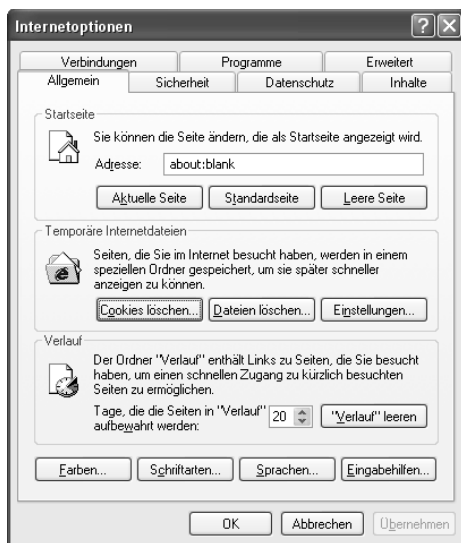 Internetoptionen
Verbindungen Programme Erweitert
Allgemein Sicherheit Datenschutz Inhalte
Startseite
Sie können die Seite ändern, die als Startseite angezeigt wird.
Adresse: about:blank
Aktuelle Seite Standardseite Leere Seite
Temporäre Internetdateien
Seiten, die Sie im Internet besucht haben, werden in einem
speziellen Ordner gespeichert, um sie später schneller
anzeigen zu können.
Cookies löschen... Dateien löschen... Einstellungen...
Verlauf
Der Ordner "Verlauf" enthält Links zu Seiten, die Sie besucht
haben, um einen schnellen Zugang zu kürzlich besuchten
Seiten zu ermöglichen.
Tage, die die Seiten in "Verlauf"
aufbewahrt werden: 20 "Verlauf" leeren
Farben... Schriftarten... Sprachen... Eingabehilfen...
OK Abbrechen Übernehmen